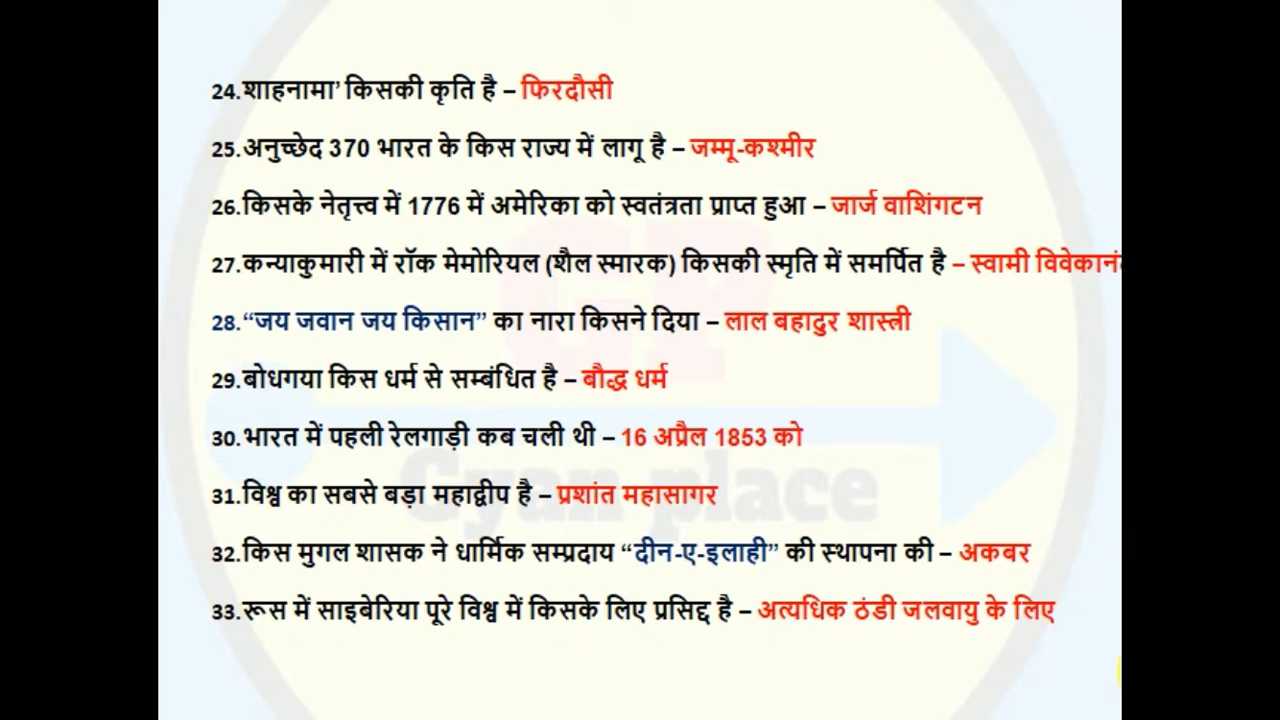 24.शाहनामा’ किसकी कृति है – फिरदौसी
25.अनुच्छेद 370 भारत के किस राज्य में लागू है – जम्मू-कश्मीर
26.किसके नेतृत्त्व में 1776 में अमेरिका को स्वतंत्रता प्राप्त हुआ – जार्ज वाशिंगटन
27.कन्याकुमारी में रॉक मेमोरियल (शैल स्मारक) किसकी स्मृति में समर्पित है – स्वामी
28.“जय जवान जय किसान” का नारा किसने दिया – लाल बहादुर शास्त्री
29.बोधगया किस धर्म से सम्बंधित है – बौद्ध धर्म
30.भारत में पहली रेलगाड़ी कब चली थी – 16 अप्रैल 1853 को
31.विश्व का सबसे बड़ा महाद्वीप है – प्रशांत महासागर
32.किस मुगल शासक ने धार्मिक सम्प्रदाय “दीन-ए-इलाही” की स्थापना की – अकबर
33.रूस में साइबेरिया पूरे विश्व में किसके लिए प्रसिद्द है – अत्यधिक ठंडी जलवायु के लिए
GP
Gyan place